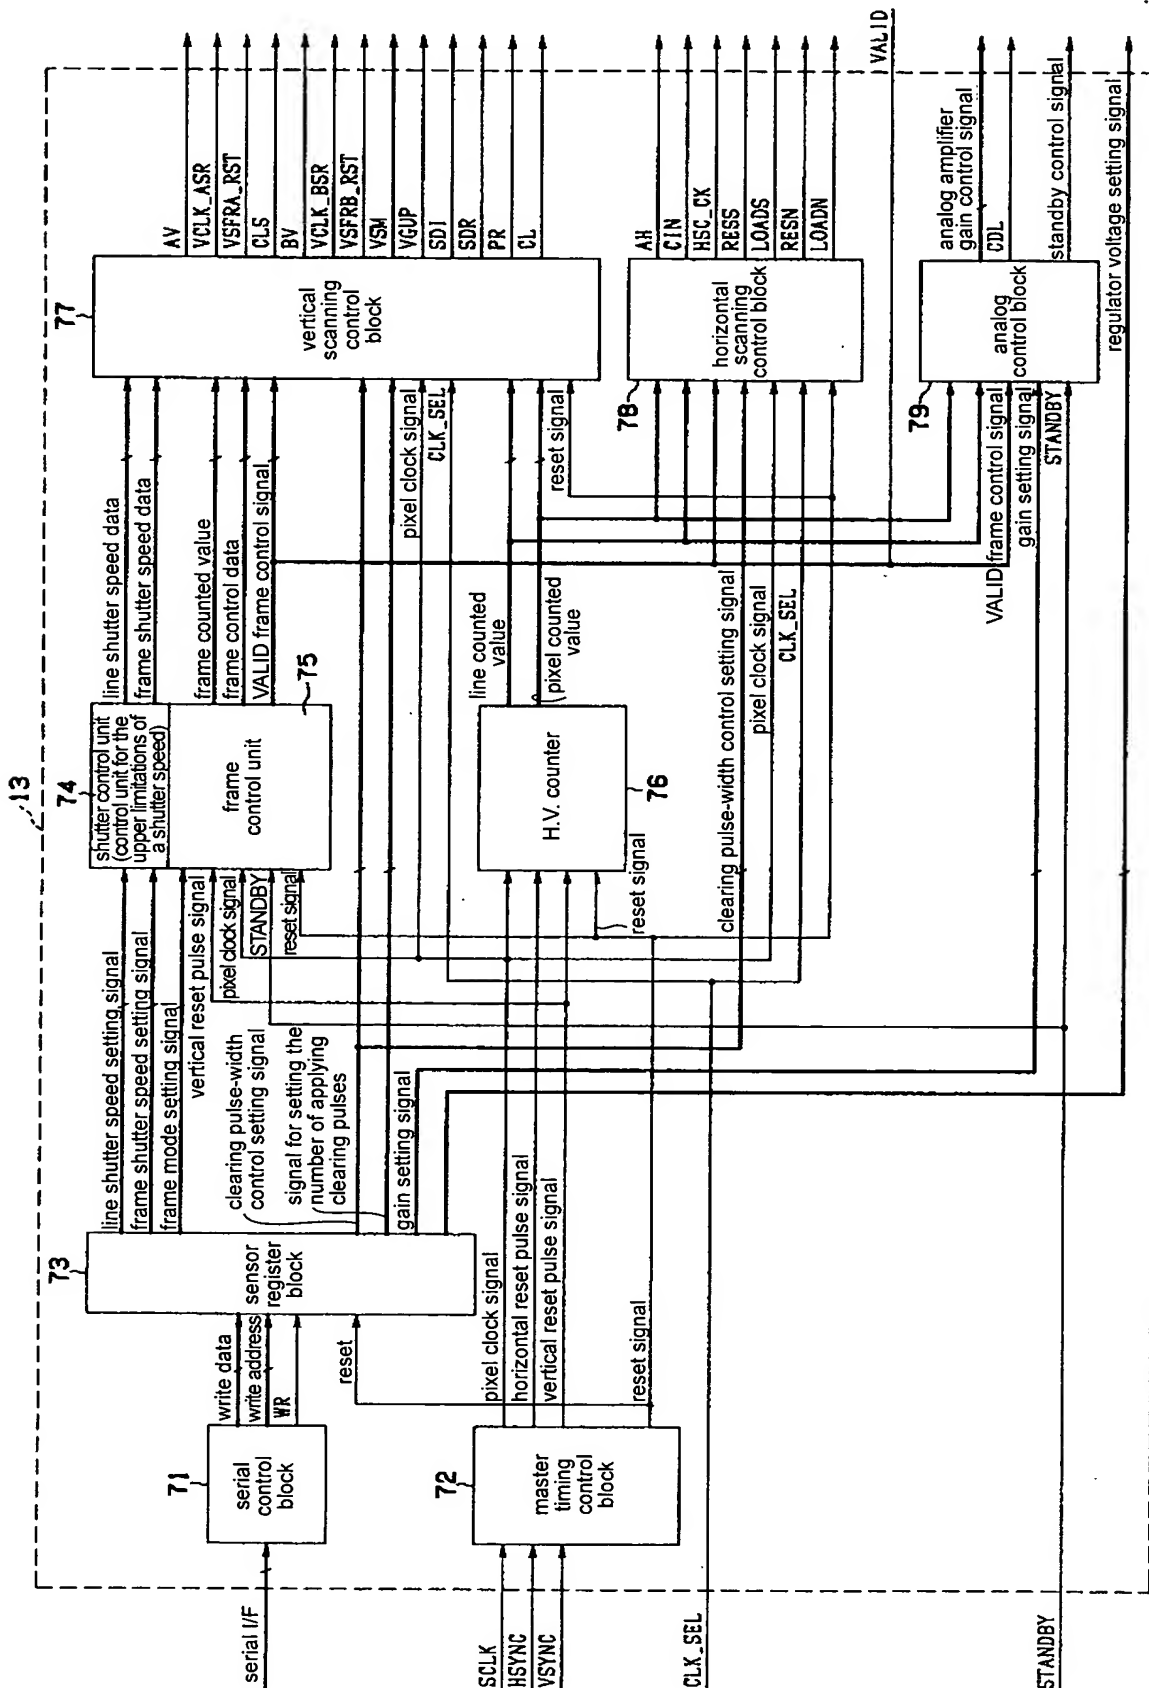 13
serial I/F
SCLK
HSYNC
VSYNC
CLK_SEL
STANDBY
71
serial
control
block
write data
write address
WR
72
master
timing
control
block
reset
pixel clock signal
horizontal reset pulse signal
vertical reset pulse signal
reset signal
73
sensor
register
block
line shutter speed setting signal
frame shutter speed setting signal
frame mode setting signal
vertical reset pulse signal
pixel clock signal
STANDBY
reset signal
clearing pulse-width
control setting signal
signal for setting the
number of applying
clearing pulses
gain setting signal
74
shutter control unit
(control unit for the
upper limitations of
a shutter speed)
frame
control unit
75
line shutter speed data
frame shutter speed data
frame counted value
frame control data
VALID frame control signal
H.V. counter
76
reset signal
line counted
value
pixel counted
value
clearing pulse-width control setting signal
pixel clock signal
CLK_SEL
pixel clock signal
CLK_SEL
reset signal
77
vertical
scanning
control
block
AV
VCLK_ASR
VSFRA_RST
CLS
BV
VCLK_BSR
VSFRB_RST
VSM
VGUP
SDI
SDR
PR
CL
78
horizontal
scanning
control block
AH
CIN
HSC_CK
RESS
LOADS
RESN
LOADN
VALID
79
analog
control block
VALID frame control signal
gain setting signal
STANDBY
analog amplifier
gain control signal
CDL
standby control signal
regulator voltage setting signal